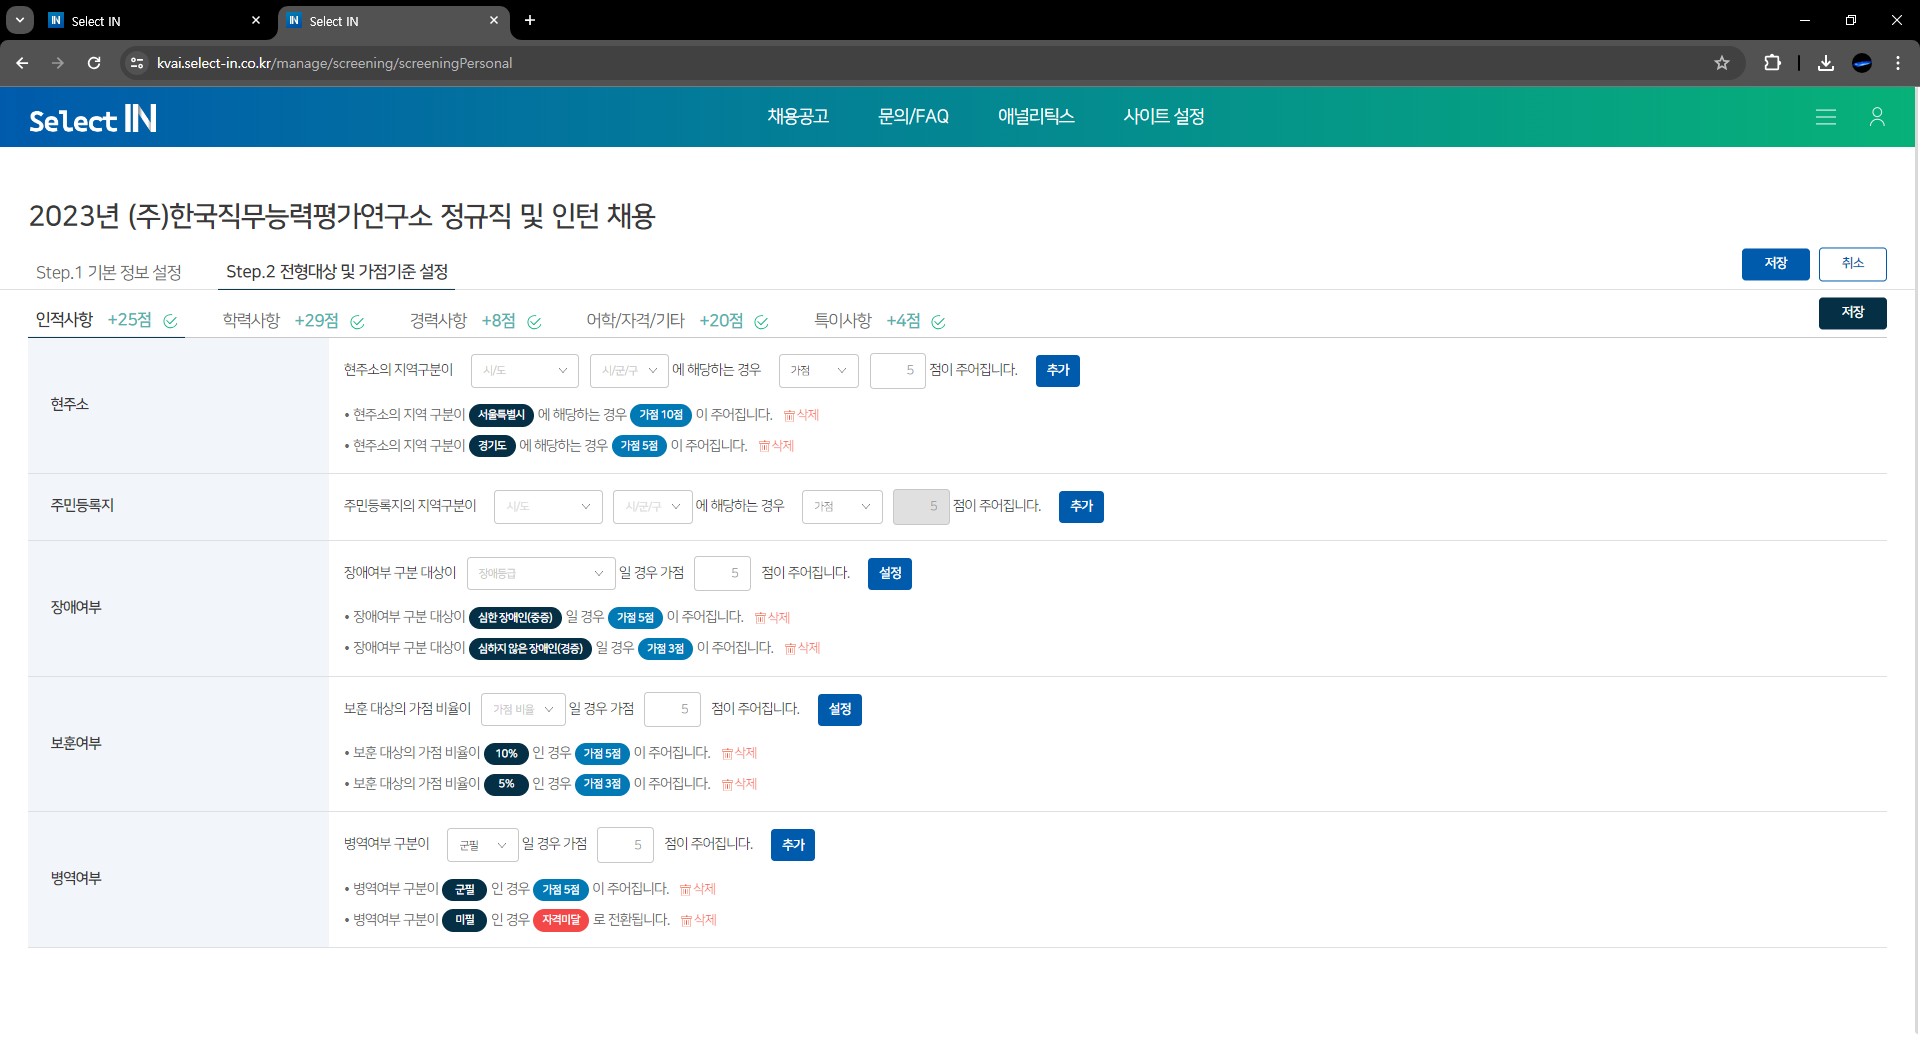 Select IN
Select IN
kvai.select-in.co.kr/manage/screening/screeningPersonal
Select IN
채용공고 문의/FAQ 애널리틱스 사이트 설정
2023년 (주)한국직무능력평가연구소 정규직 및 인턴 채용
Step.1 기본 정보 설정 Step.2 전형대상 및 가점기준 설정 저장 취소
인적사항 +25점 학력사항 +29점 경력사항 +8점 어학/자격/기타 +20점 특이사항 +4점 저장
현주소
현주소의 지역구분이 시/도 시/군/구 에 해당하는 경우 가점 5 점이 주어집니다. 추가
• 현주소의 지역 구분이 서울특별시 에 해당하는 경우 가점 10점 이 주어집니다. 삭제
• 현주소의 지역 구분이 경기도 에 해당하는 경우 가점 5점 이 주어집니다. 삭제
주민등록지
주민등록지의 지역구분이 시/도 시/군/구 에 해당하는 경우 가점 5 점이 주어집니다. 추가
장애여부
장애여부 구분 대상이 장애등급 일 경우 가점 5 점이 주어집니다. 설정
• 장애여부 구분 대상이 심한 장애인(중증) 일 경우 가점 5점 이 주어집니다. 삭제
• 장애여부 구분 대상이 심하지 않은 장애인(경증) 일 경우 가점 3점 이 주어집니다. 삭제
보훈여부
보훈 대상의 가점 비율이 가점 비율 일 경우 가점 5 점이 주어집니다. 설정
• 보훈 대상의 가점 비율이 10% 인 경우 가점 5점 이 주어집니다. 삭제
• 보훈 대상의 가점 비율이 5% 인 경우 가점 3점 이 주어집니다. 삭제
병역여부
병역여부 구분이 군필 일 경우 가점 5 점이 주어집니다. 추가
• 병역여부 구분이 군필 인 경우 가점 5점 이 주어집니다. 삭제
• 병역여부 구분이 미필 인 경우 자격미달 로 전환됩니다. 삭제